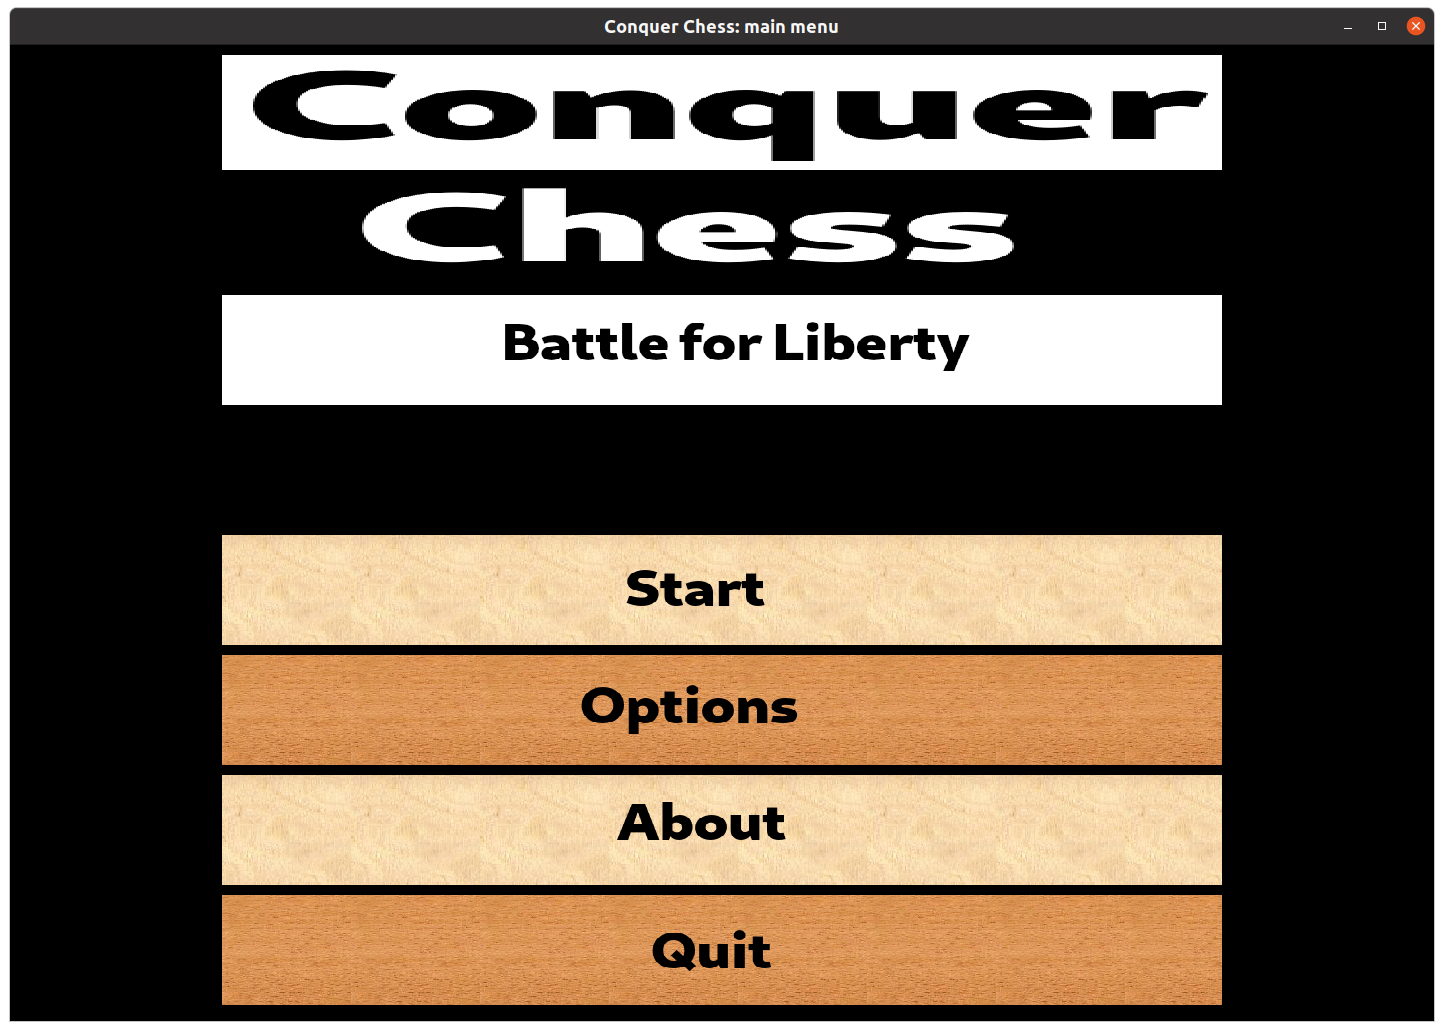 Conquer Chess: main menu
Conquer
Chess
Battle for Liberty
Start
Options
About
Quit